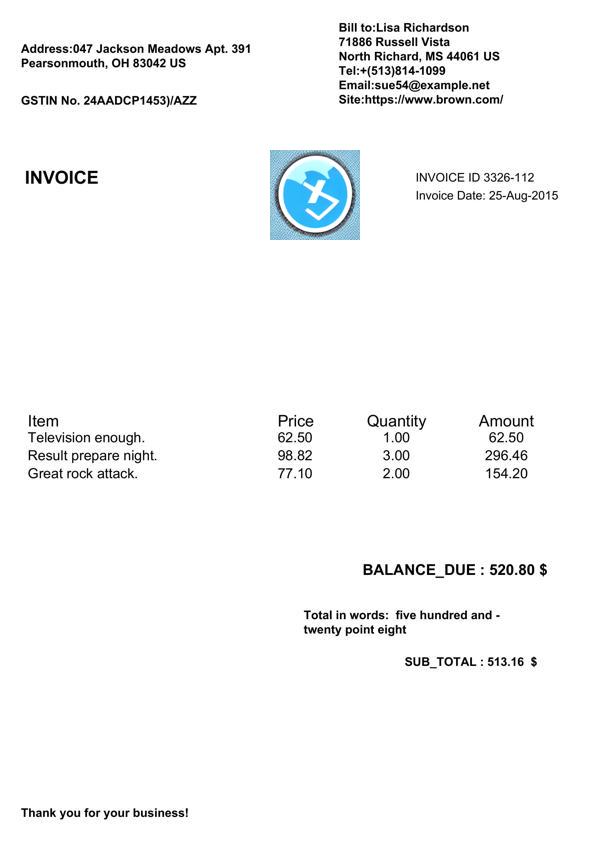 Address:047 Jackson Meadows Apt. 391
Pearsonmouth, OH 83042 US
GSTIN No. 24AADCP1453)/AZZ
Bill to:Lisa Richardson
71886 Russell Vista
North Richard, MS 44061 US
Tel:+(513)814-1099
Email:sue54@example.net
Site:https://www.brown.com/
INVOICE
INVOICE ID 3326-112
Invoice Date: 25-Aug-2015
Item Price Quantity Amount
Television enough. 62.50 1.00 62.50
Result prepare night. 98.82 3.00 296.46
Great rock attack. 77.10 2.00 154.20
BALANCE_DUE : 520.80 $
Total in words: five hundred and -
twenty point eight
SUB_TOTAL : 513.16 $
Thank you for your business!